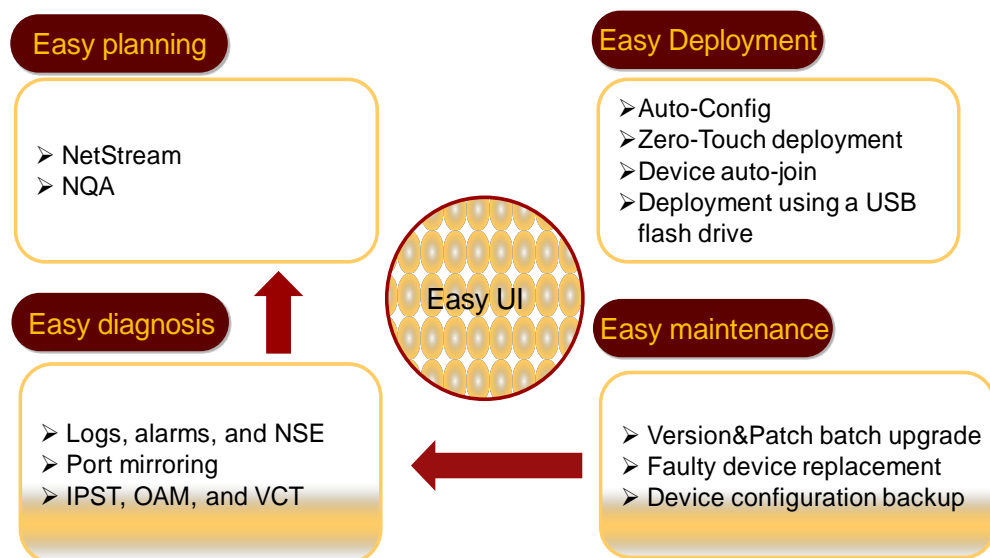 Easy planning
➢ NetStream
➢ NQA
Easy Deployment
➢Auto-Config
➢Zero-Touch deployment
➢Device auto-join
➢Deployment using a USB
flash drive
Easy UI
Easy diagnosis
➢ Logs, alarms, and NSE
➢ Port mirroring
➢ IPST, OAM, and VCT
Easy maintenance
➢ Version&Patch batch upgrade
➢ Faulty device replacement
➢ Device configuration backup